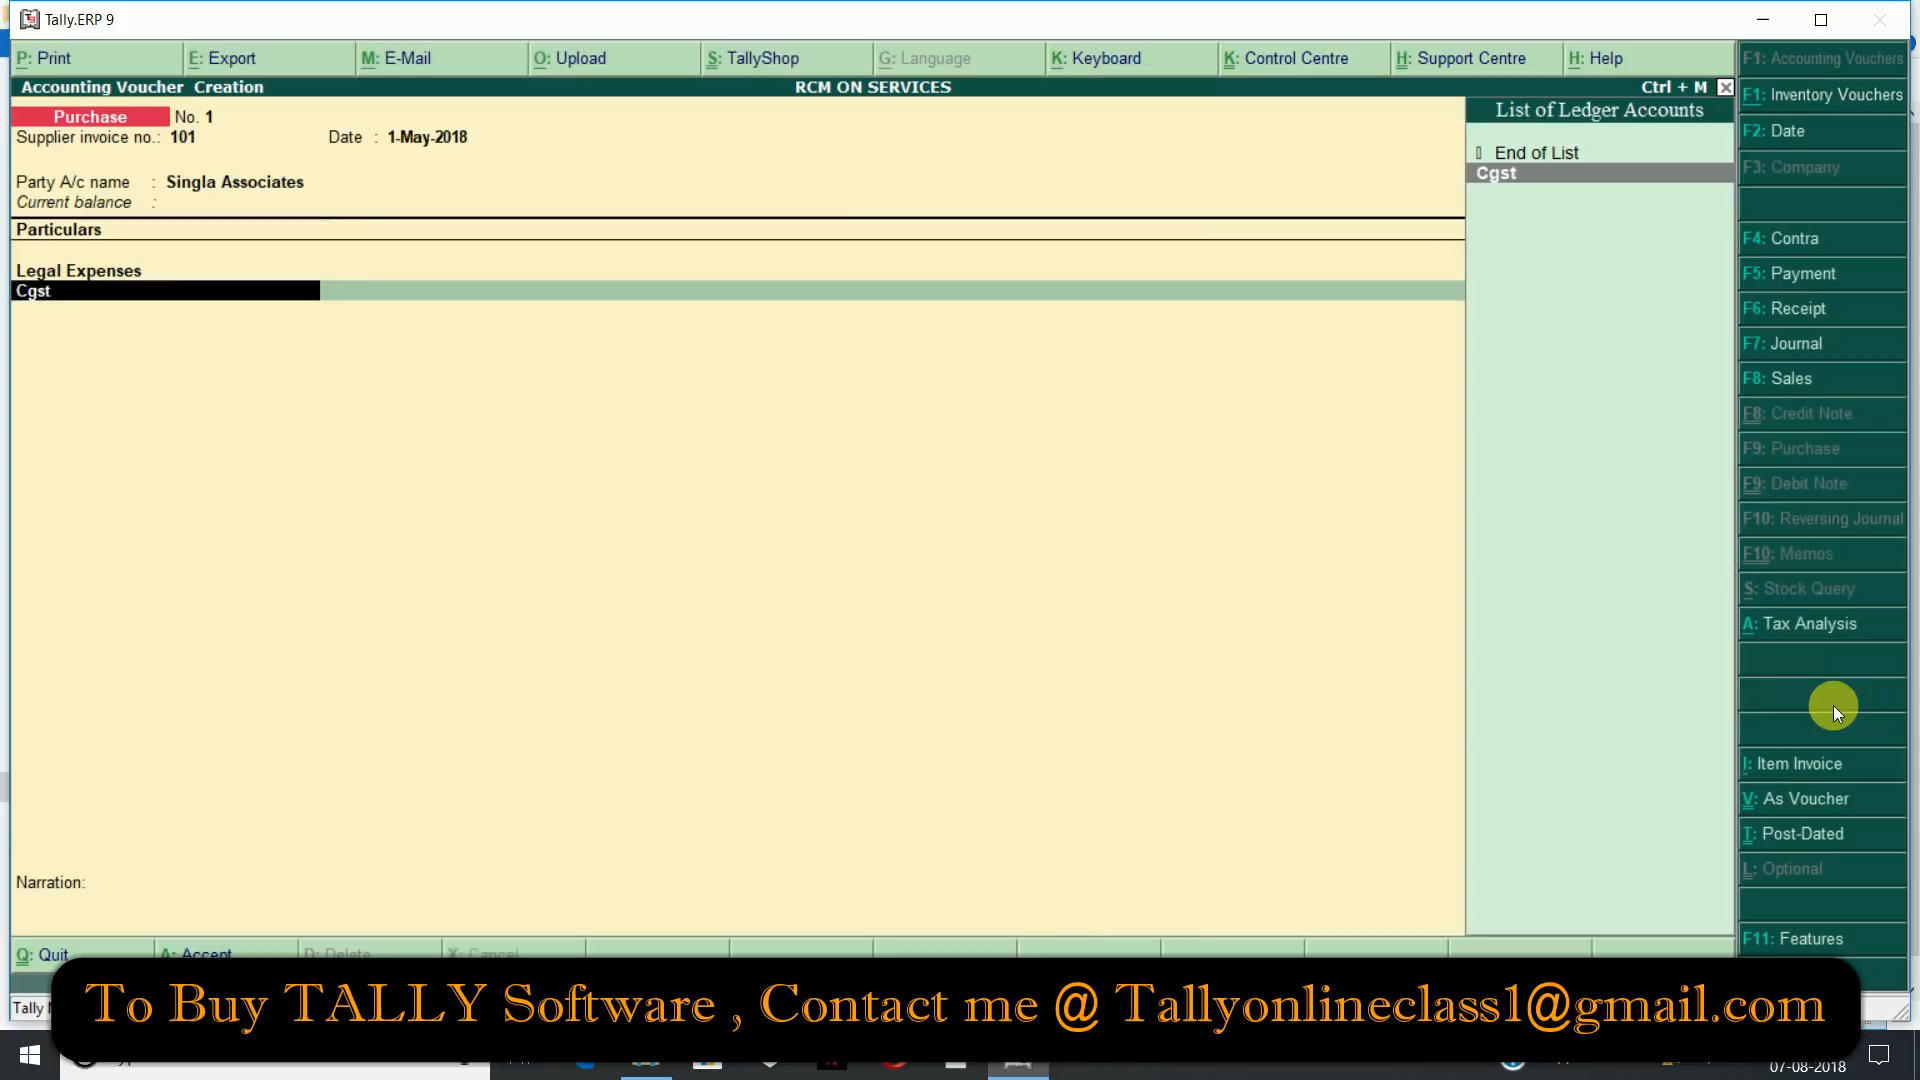 Tally.ERP 9
P: Print E: Export M: E-Mail O: Upload S: TallyShop G: Language K: Keyboard K: Control Centre H: Support Centre H: Help
Accounting Voucher Creation RCM ON SERVICES Ctrl + M
Purchase No. 1
Supplier invoice no.: 101 Date : 1-May-2018
Party A/c name : Singla Associates
Current balance :
Particulars
Legal Expenses
Cgst
Narration:
List of Ledger Accounts
End of List
Cgst
F1: Accounting Vouchers
F1: Inventory Vouchers
F2: Date
F3: Company
F4: Contra
F5: Payment
F6: Receipt
F7: Journal
F8: Sales
F8: Credit Note
F9: Purchase
F9: Debit Note
F10: Reversing Journal
F10: Memos
S: Stock Query
A: Tax Analysis
I: Item Invoice
V: As Voucher
T: Post-Dated
L: Optional
F11: Features
Q: Quit A: Accept D: Delete X: Cancel
Tally
To Buy TALLY Software , Contact me @ Tallyonlineclass1@gmail.com
07-08-2018